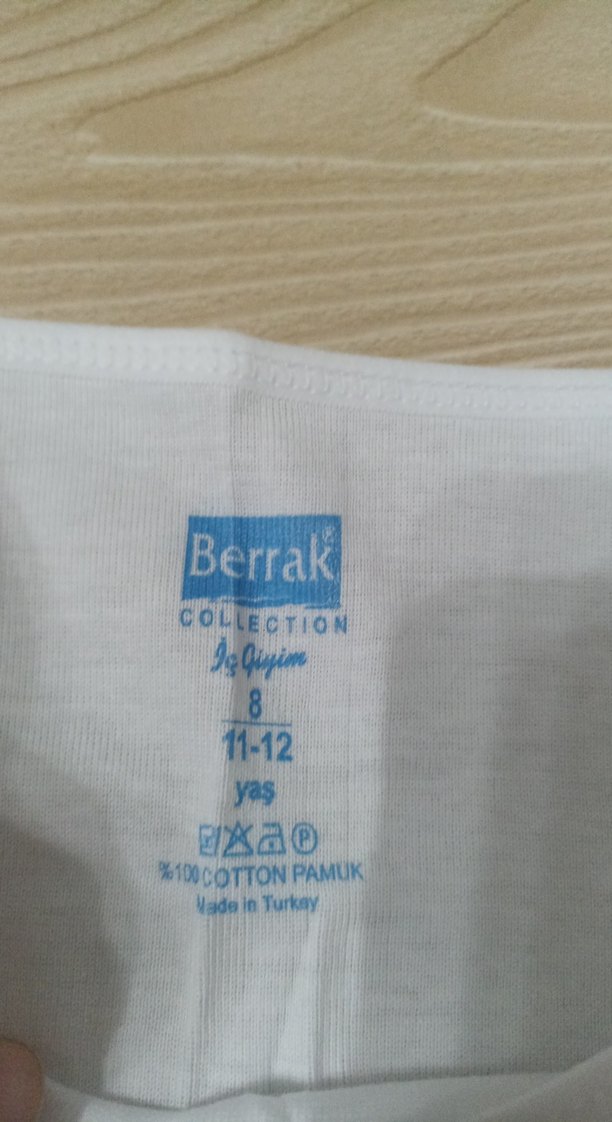 Berrak®
COLLECTION
İç Giyim
8
11-12
yaş
P
%100 COTTON PAMUK
Made in Turkey